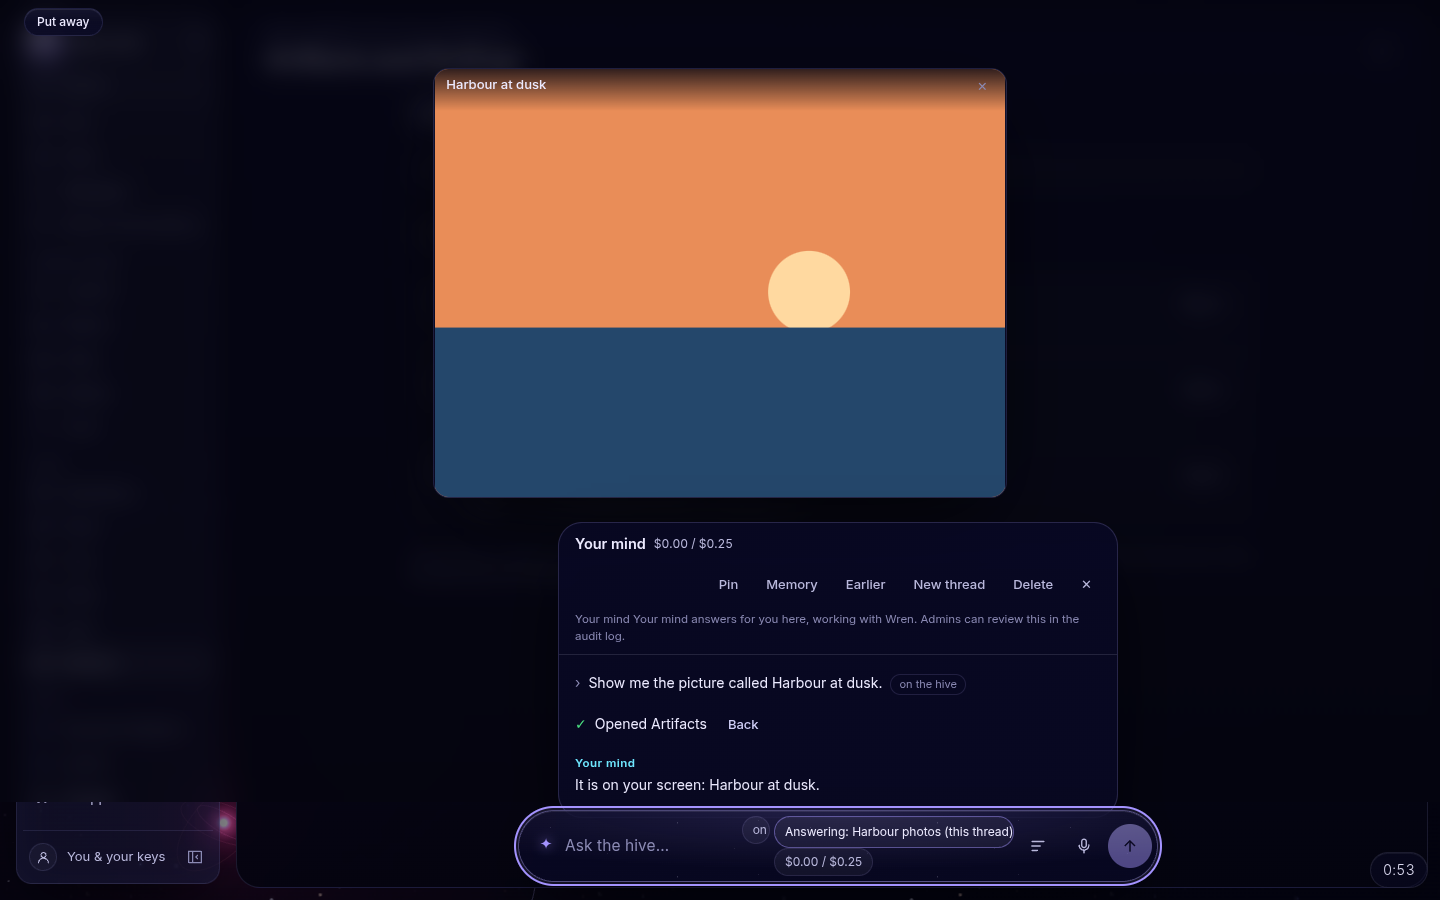 Put away
Harbour at dusk
Your mind $0.00 / $0.25
Pin Memory Earlier New thread Delete ×
Your mind Your mind answers for you here, working with Wren. Admins can review this in the
audit log.
› Show me the picture called Harbour at dusk. on the hive
✓ Opened Artifacts Back
Your mind
It is on your screen: Harbour at dusk.
Ask the hive...
on
Answering: Harbour photos (this thread)
$0.00 / $0.25
You & your keys
0:53